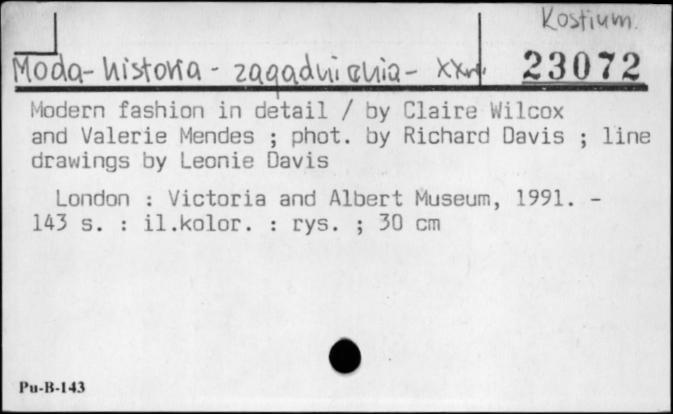 Kostium.
Moda-historia - zagadnienia - XXw.
23072
Modern fashion in detail / by Claire Wilcox
and Valerie Mendes ; phot. by Richard Davis ; line
drawings by Leonie Davis
London : Victoria and Albert Museum, 1991. -
143 s. : il.kolor. : rys. ; 30 cm
Pu-B-143